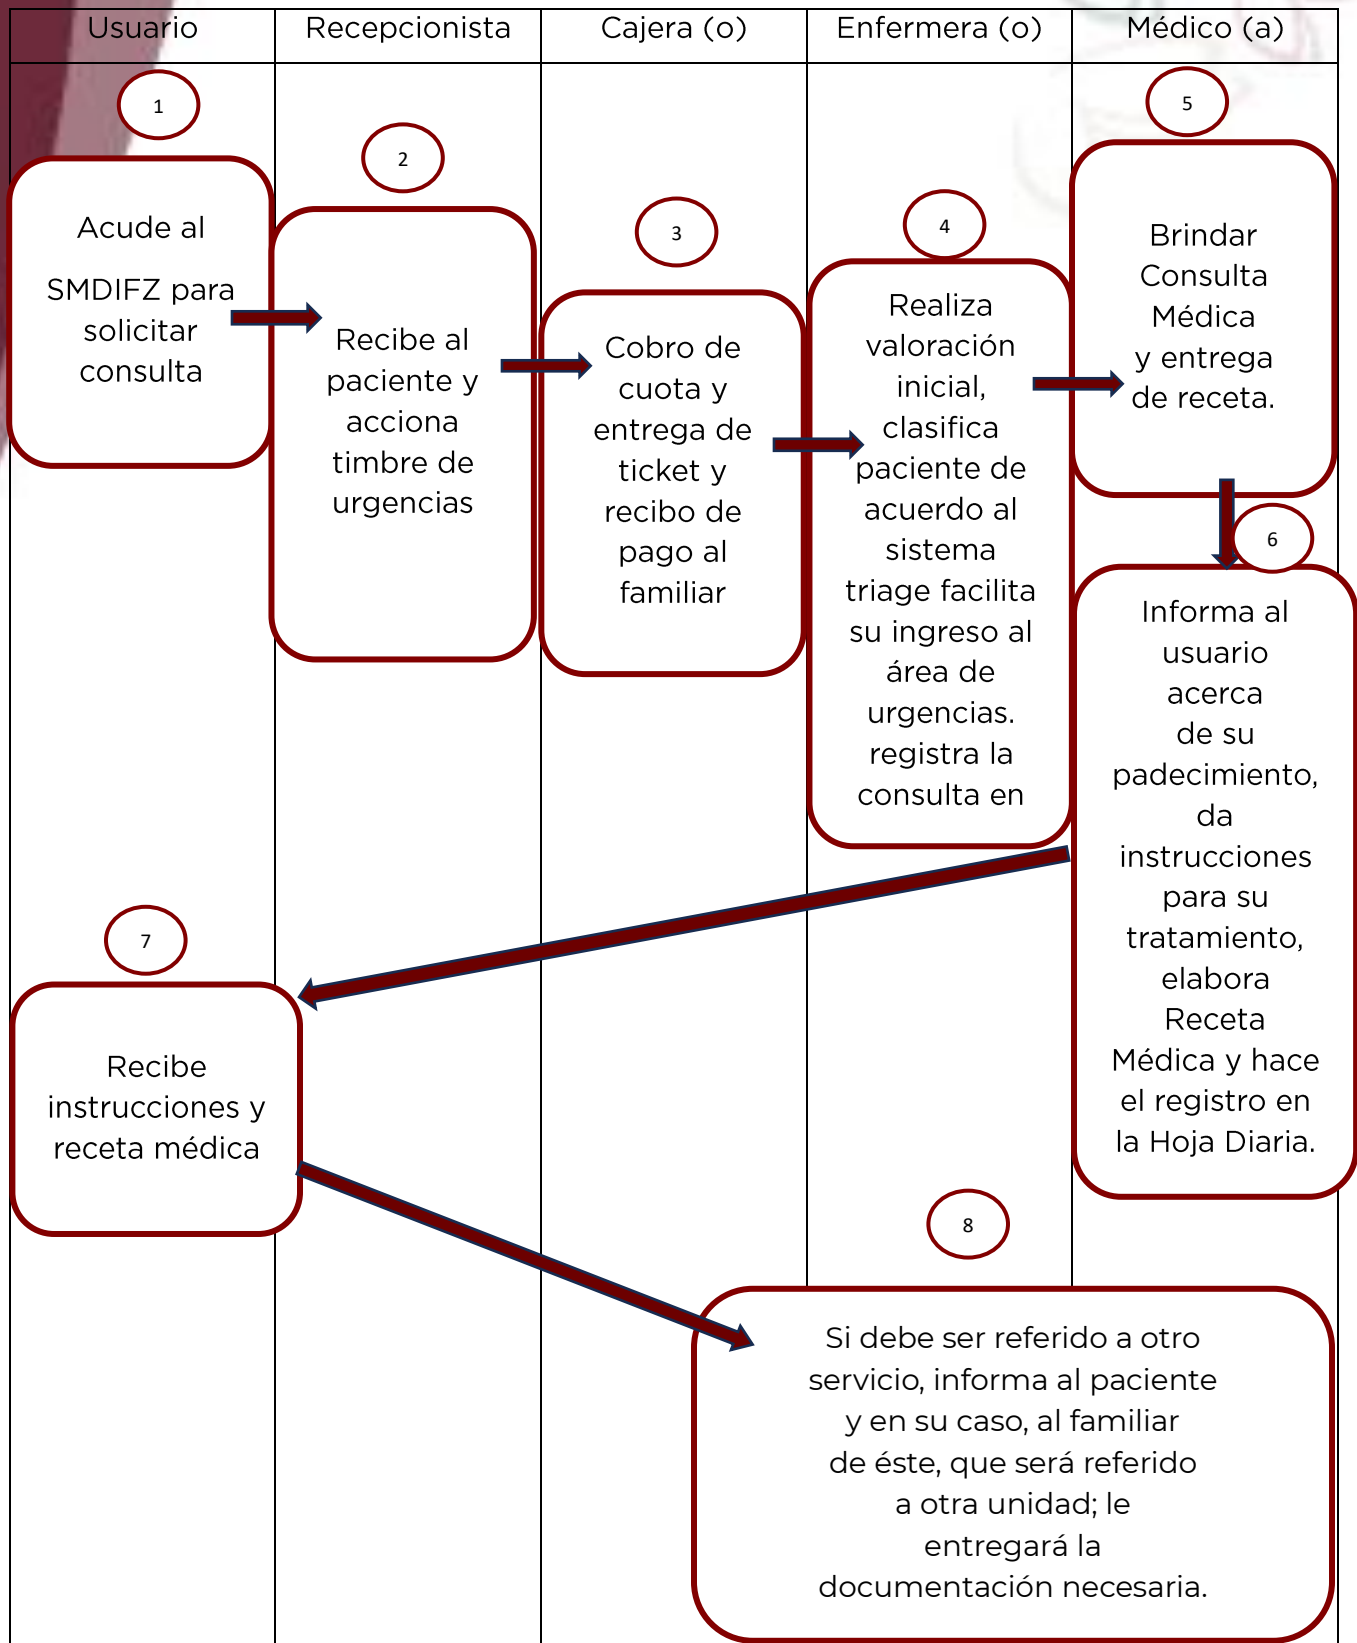 Usuario
Recepcionista
Cajera (o)
Enfermera (o)
Médico (a)
1
Acude al
SMDIFZ para
solicitar
consulta
2
Recibe al
paciente y
acciona
timbre de
urgencias
3
Cobro de
cuota y
entrega de
ticket y
recibo de
pago al
familiar
4
Realiza
valoración
inicial,
clasifica
paciente de
acuerdo al
sistema
triage facilita
su ingreso al
área de
urgencias.
registra la
consulta en
5
Brindar
Consulta
Médica
y entrega
de receta.
6
Informa al
usuario
acerca
de su
padecimiento,
da
instrucciones
para su
tratamiento,
elabora
Receta
Médica y hace
el registro en
la Hoja Diaria.
7
Recibe
instrucciones y
receta médica
8
Si debe ser referido a otro
servicio, informa al paciente
y en su caso, al familiar
de éste, que será referido
a otra unidad; le
entregará la
documentación necesaria.